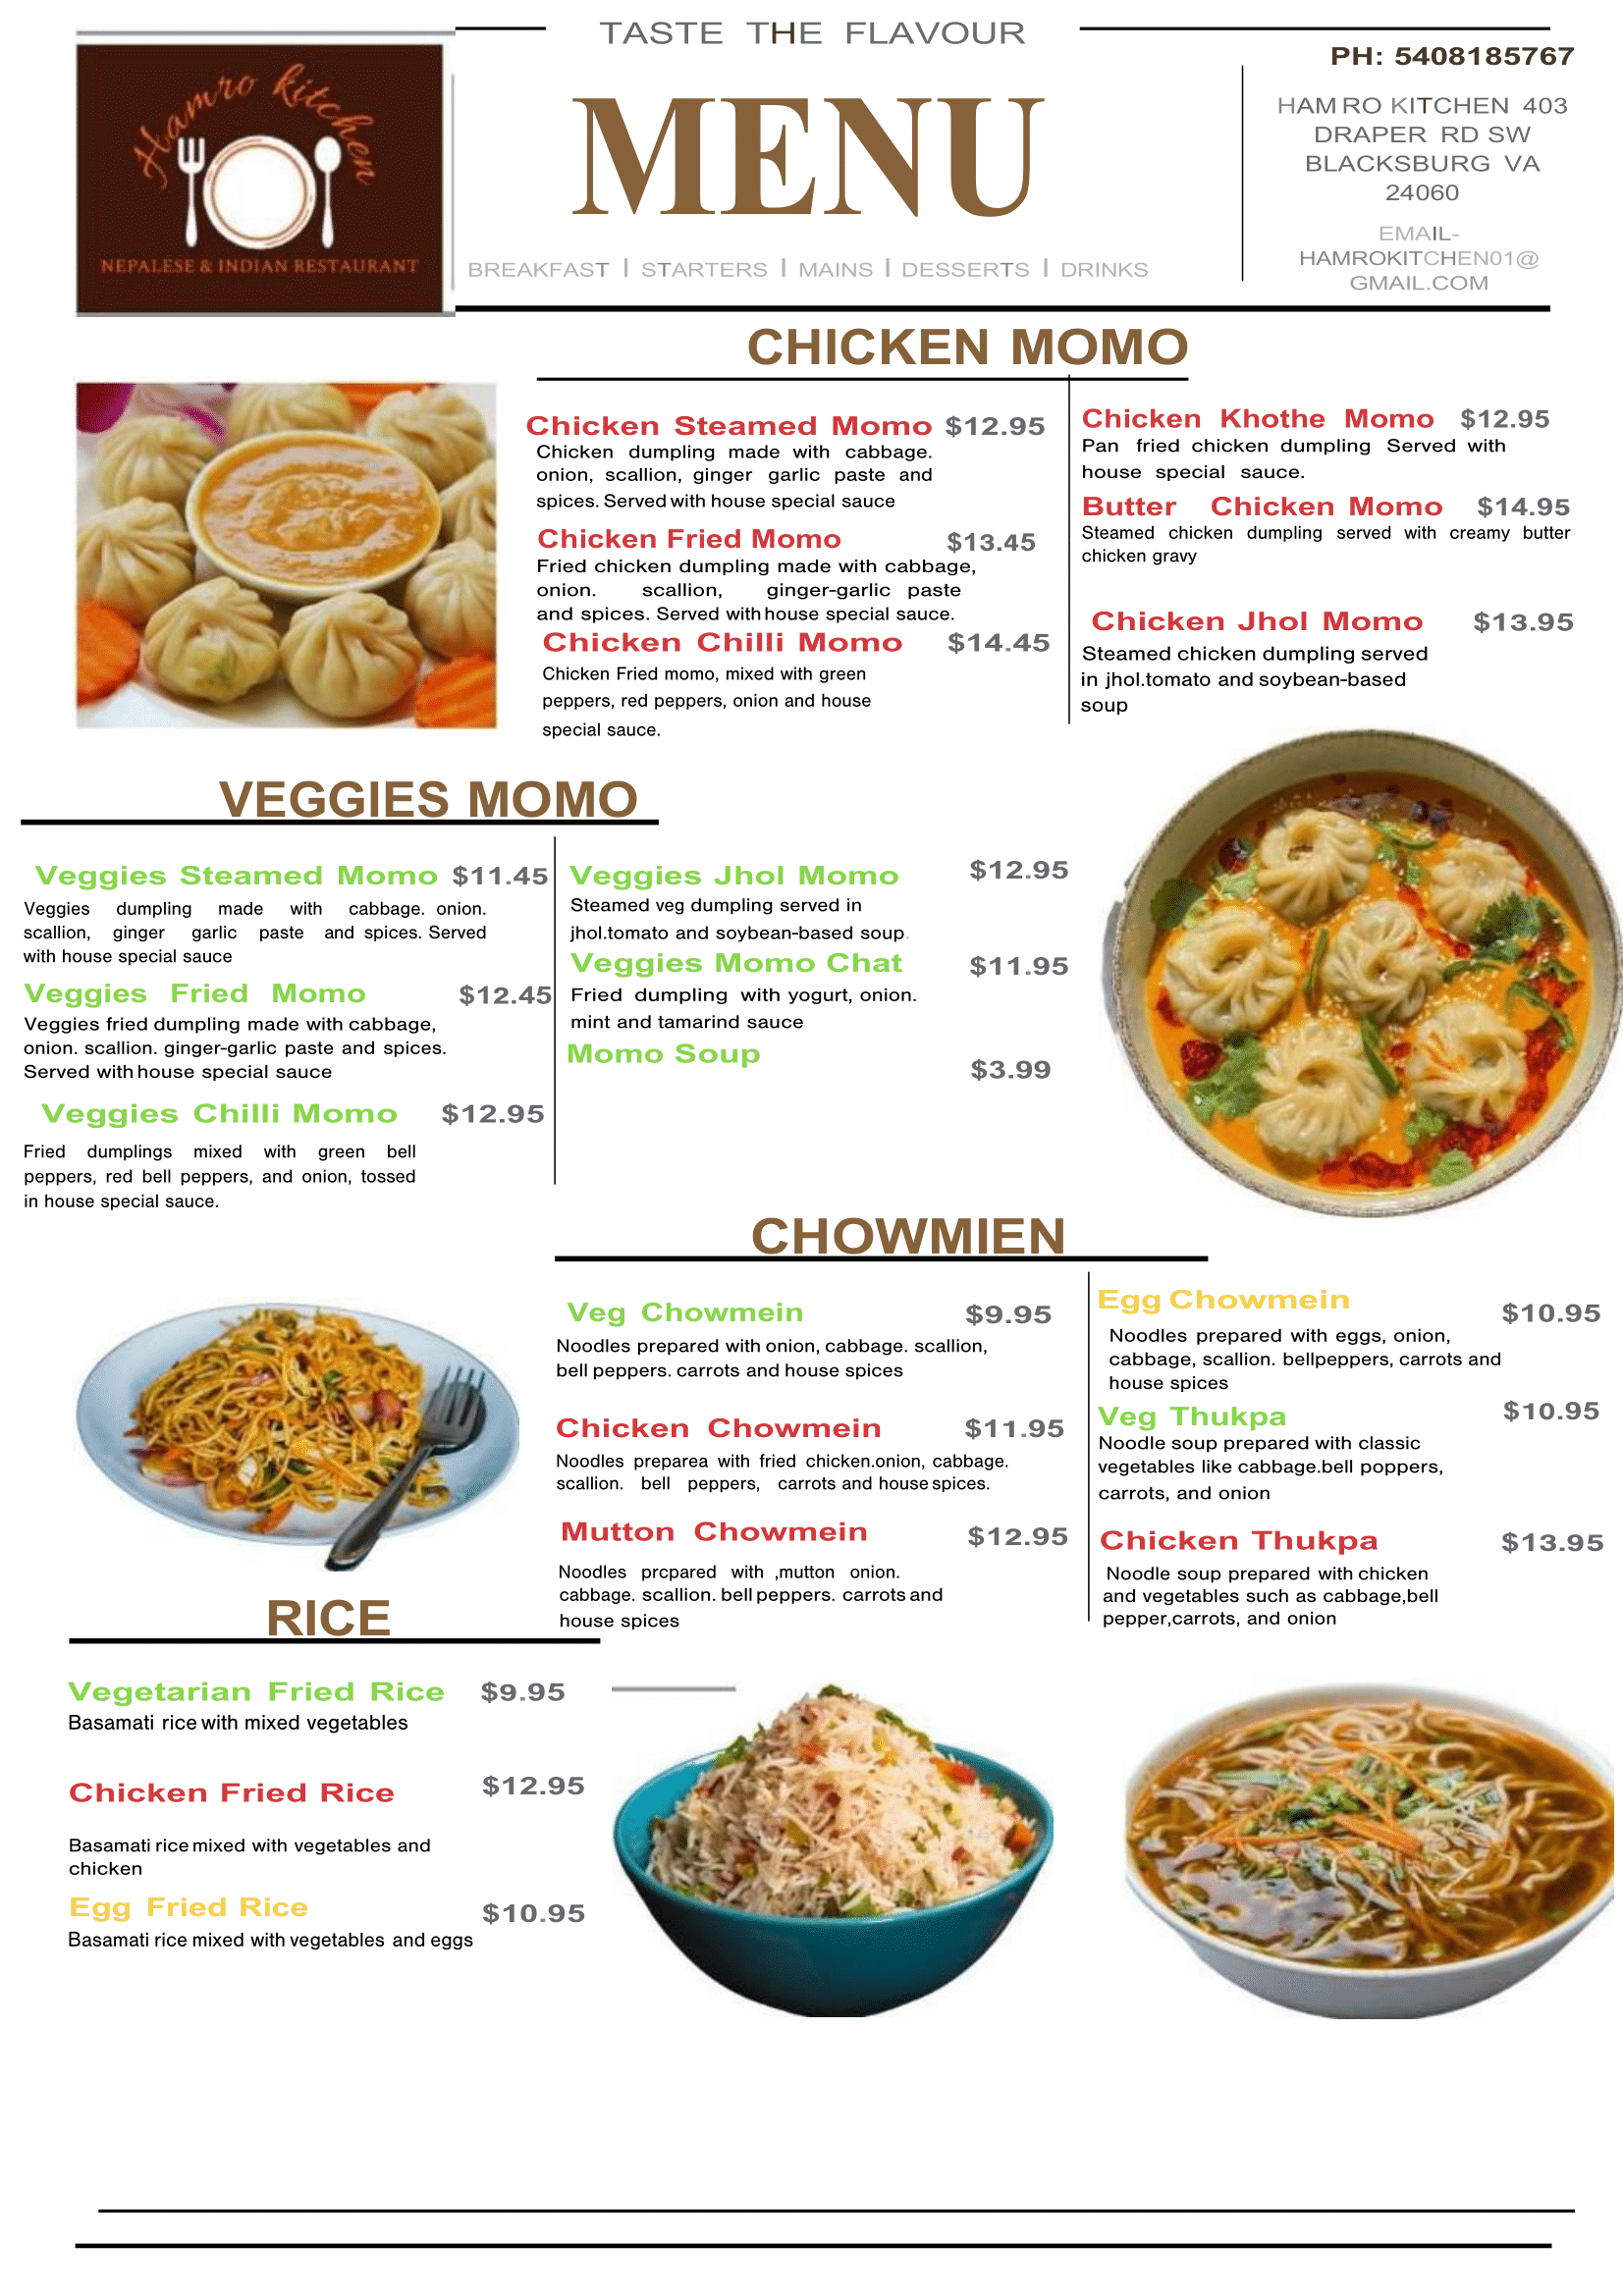 Hamro kitchen
NEPALESE & INDIAN RESTAURANT
TASTE THE FLAVOUR
MENU
BREAKFAST | STARTERS | MAINS | DESSERTS | DRINKS
PH: 5408185767
HAMRO KITCHEN 403
DRAPER RD SW
BLACKSBURG VA
24060
EMAIL-
HAMROKITCHEN01@
GMAIL.COM
CHICKEN MOMO
Chicken Steamed Momo $12.95
Chicken dumpling made with cabbage.
onion, scallion, ginger garlic paste and
spices. Served with house special sauce
Chicken Fried Momo $13.45
Fried chicken dumpling made with cabbage,
onion. scallion, ginger-garlic paste
and spices. Served with house special sauce.
Chicken Chilli Momo $14.45
Chicken Fried momo, mixed with green
peppers, red peppers, onion and house
special sauce.
Chicken Khothe Momo $12.95
Pan fried chicken dumpling Served with
house special sauce.
Butter Chicken Momo $14.95
Steamed chicken dumpling served with creamy butter
chicken gravy
Chicken Jhol Momo $13.95
Steamed chicken dumpling served
in jhol.tomato and soybean-based
soup
VEGGIES MOMO
Veggies Steamed Momo $11.45
Veggies dumpling made with cabbage. onion.
scallion, ginger garlic paste and spices. Served
with house special sauce
Veggies Fried Momo $12.45
Veggies fried dumpling made with cabbage,
onion. scallion. ginger-garlic paste and spices.
Served with house special sauce
Veggies Chilli Momo $12.95
Fried dumplings mixed with green bell
peppers, red bell peppers, and onion, tossed
in house special sauce.
Veggies Jhol Momo $12.95
Steamed veg dumpling served in
jhol.tomato and soybean-based soup.
Veggies Momo Chat $11.95
Fried dumpling with yogurt, onion.
mint and tamarind sauce
Momo Soup $3.99
CHOWMIEN
Veg Chowmein $9.95
Noodles prepared with onion, cabbage. scallion,
bell peppers. carrots and house spices
Chicken Chowmein $11.95
Noodles preparea with fried chicken.onion, cabbage.
scallion. bell peppers, carrots and house spices.
Mutton Chowmein $12.95
Noodles prcpared with ,mutton onion.
cabbage. scallion. bell peppers. carrots and
house spices
Egg Chowmein $10.95
Noodles prepared with eggs, onion,
cabbage, scallion. bellpeppers, carrots and
house spices
Veg Thukpa $10.95
Noodle soup prepared with classic
vegetables like cabbage.bell poppers,
carrots, and onion
Chicken Thukpa $13.95
Noodle soup prepared with chicken
and vegetables such as cabbage,bell
pepper,carrots, and onion
RICE
Vegetarian Fried Rice $9.95
Basamati rice with mixed vegetables
Chicken Fried Rice $12.95
Basamati rice mixed with vegetables and
chicken
Egg Fried Rice $10.95
Basamati rice mixed with vegetables and eggs